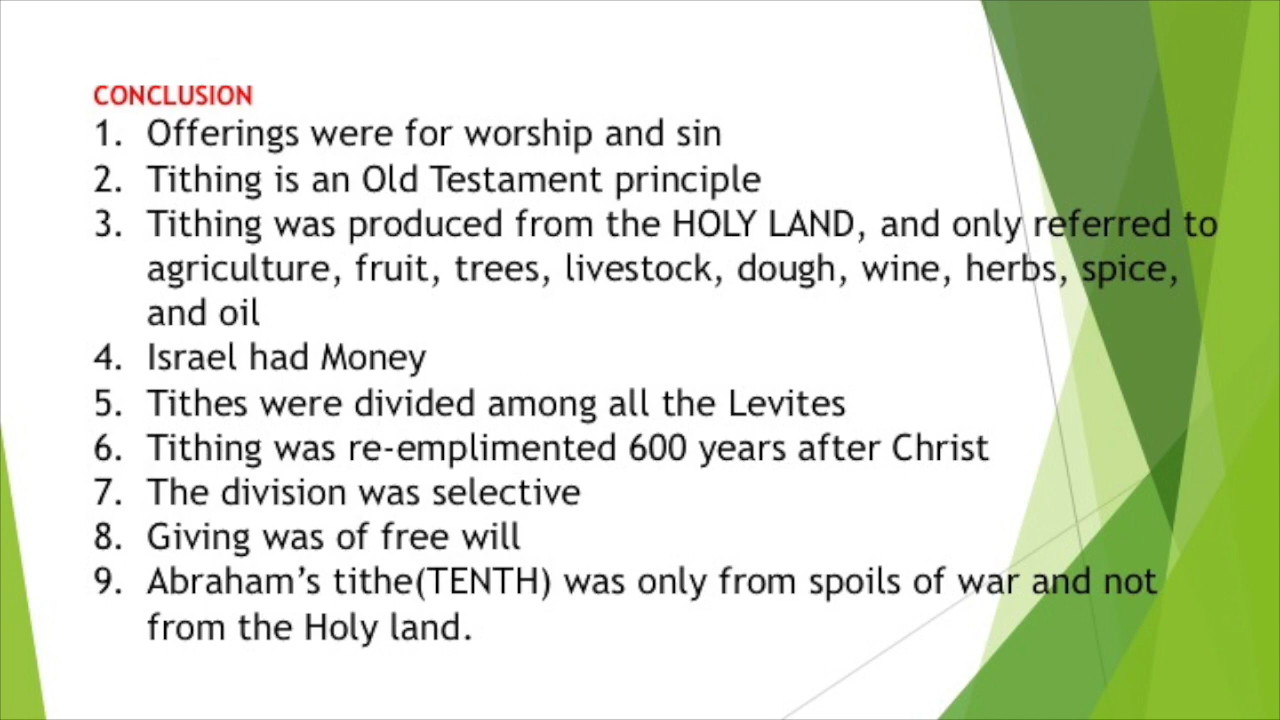 CONCLUSION
1. Offerings were for worship and sin
2. Tithing is an Old Testament principle
3. Tithing was produced from the HOLY LAND, and only referred to
agriculture, fruit, trees, livestock, dough, wine, herbs, spice,
and oil
4. Israel had Money
5. Tithes were divided among all the Levites
6. Tithing was re-emplimented 600 years after Christ
7. The division was selective
8. Giving was of free will
9. Abraham’s tithe(TENTH) was only from spoils of war and not
from the Holy land.